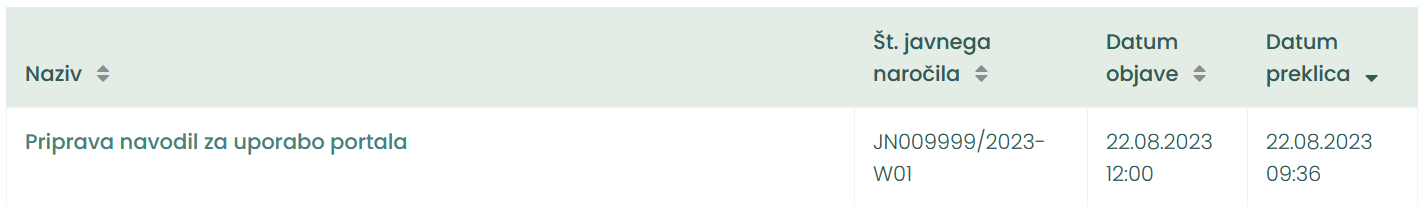 Naziv
Št. javnega
naročila
Datum
objave
Datum
preklica
Priprava navodil za uporabo portala
JN009999/2023-
W01
22.08.2023
12:00
22.08.2023
09:36